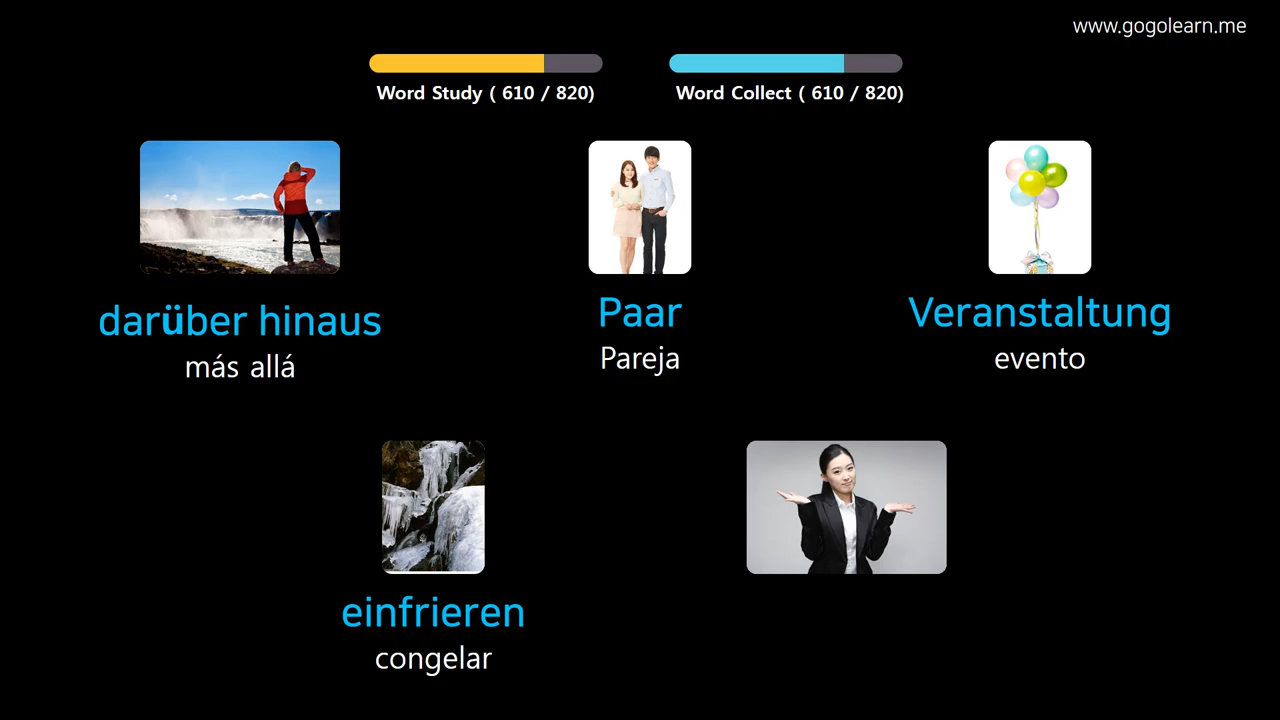 www.gogolearn.me
Word Study ( 610 / 820)
Word Collect ( 610 / 820)
darüber hinaus
más allá
Paar
Pareja
Veranstaltung
evento
einfrieren
congelar